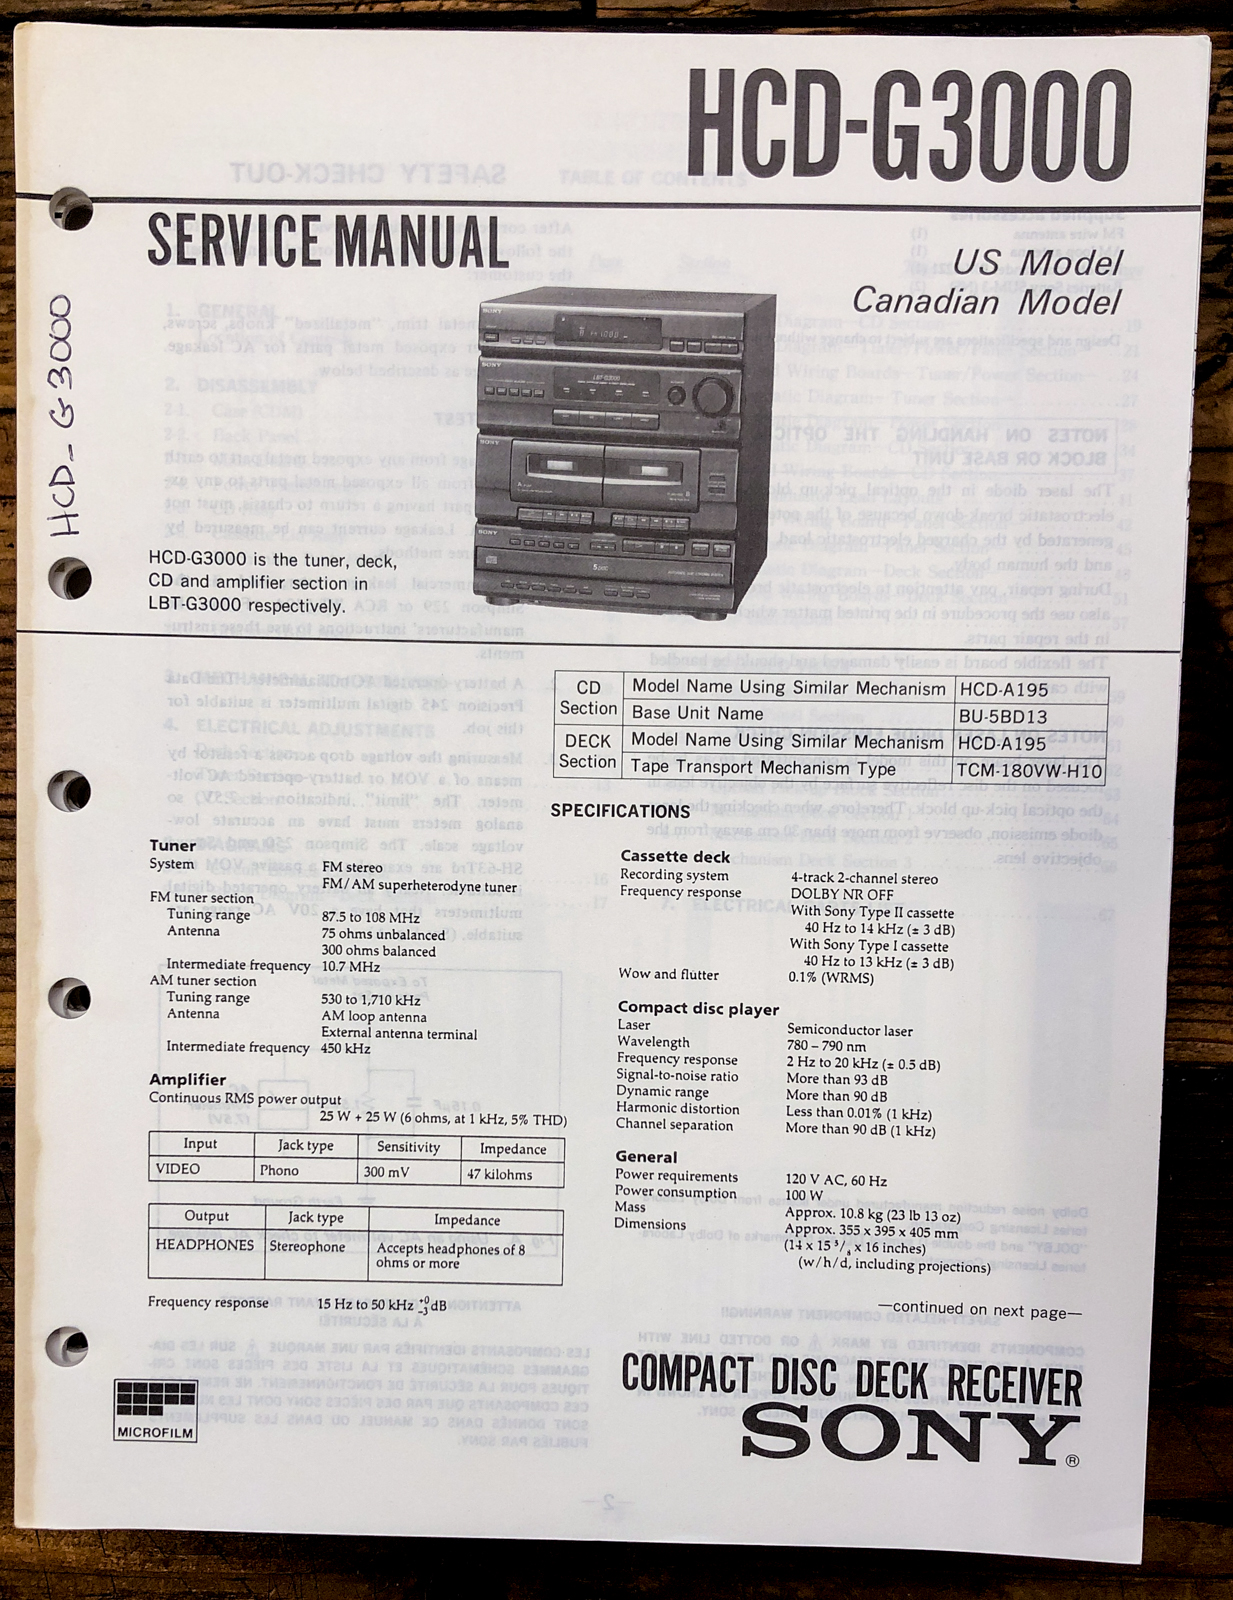 HCD-G3000
SERVICE MANUAL
US Model
Canadian Model
HCD-G3000
SONY
SONY
LBT-G3000
SONY
SONY
HCD-G3000 is the tuner, deck,
CD and amplifier section in
LBT-G3000 respectively.
CD Section | Model Name Using Similar Mechanism | HCD-A195
Base Unit Name | BU-5BD13
DECK Section | Model Name Using Similar Mechanism | HCD-A195
Tape Transport Mechanism Type | TCM-180VW-H10
SPECIFICATIONS
Tuner
System FM stereo
FM/AM superheterodyne tuner
FM tuner section
Tuning range 87.5 to 108 MHz
Antenna 75 ohms unbalanced
300 ohms balanced
Intermediate frequency 10.7 MHz
AM tuner section
Tuning range 530 to 1,710 kHz
Antenna AM loop antenna
External antenna terminal
Intermediate frequency 450 kHz
Amplifier
Continuous RMS power output
25 W + 25 W (6 ohms, at 1 kHz, 5% THD)
Input | Jack type | Sensitivity | Impedance
VIDEO | Phono | 300 mV | 47 kilohms
Output | Jack type | Impedance
HEADPHONES | Stereophone | Accepts headphones of 8
ohms or more
Frequency response 15 Hz to 50 kHz +0 −3 dB
Cassette deck
Recording system 4-track 2-channel stereo
Frequency response DOLBY NR OFF
With Sony Type II cassette
40 Hz to 14 kHz (± 3 dB)
With Sony Type I cassette
40 Hz to 13 kHz (± 3 dB)
Wow and flutter 0.1% (WRMS)
Compact disc player
Laser Semiconductor laser
Wavelength 780 – 790 nm
Frequency response 2 Hz to 20 kHz (± 0.5 dB)
Signal-to-noise ratio More than 93 dB
Dynamic range More than 90 dB
Harmonic distortion Less than 0.01% (1 kHz)
Channel separation More than 90 dB (1 kHz)
General
Power requirements 120 V AC, 60 Hz
Power consumption 100 W
Mass Approx. 10.8 kg (23 lb 13 oz)
Dimensions Approx. 355 x 395 x 405 mm
(14 x 15 5/8 x 16 inches)
(w/h/d, including projections)
—continued on next page—
MICROFILM
COMPACT DISC DECK RECEIVER
SONY®